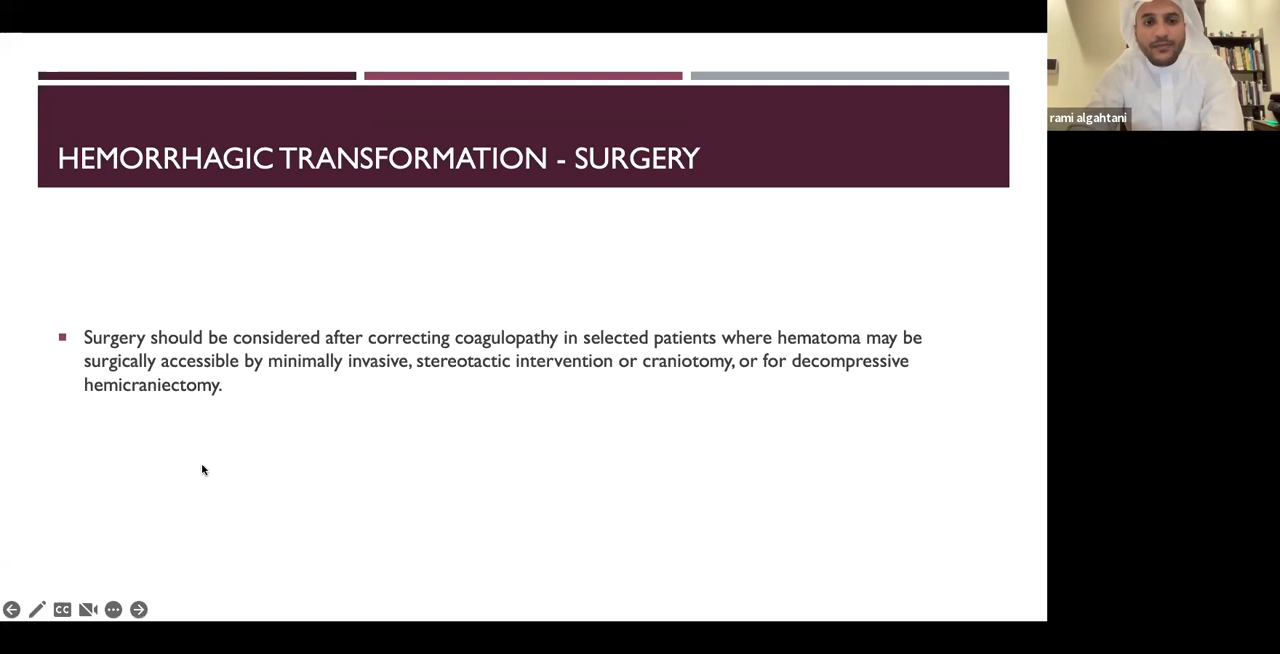 HEMORRHAGIC TRANSFORMATION - SURGERY
Surgery should be considered after correcting coagulopathy in selected patients where hematoma may be
surgically accessible by minimally invasive, stereotactic intervention or craniotomy, or for decompressive
hemicraniectomy.
rami algahtani
CC